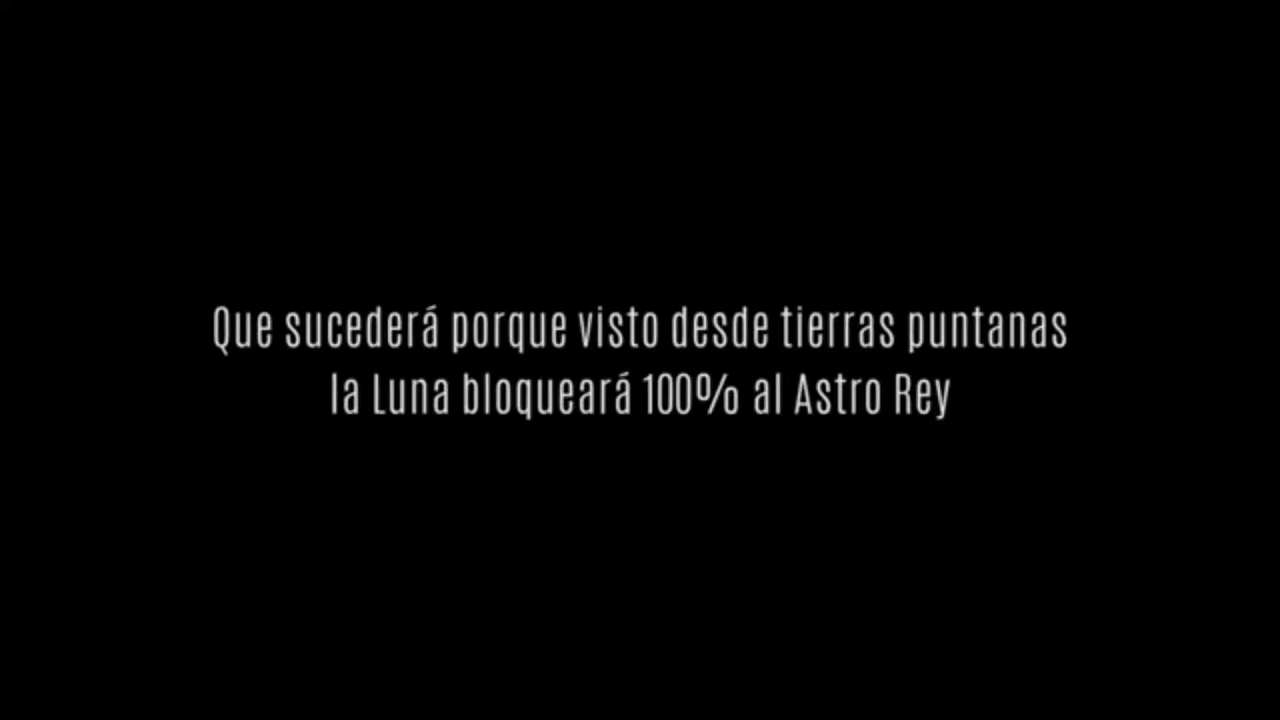 Que sucederá porque visto desde tierras puntanas
la Luna bloqueará 100% al Astro Rey